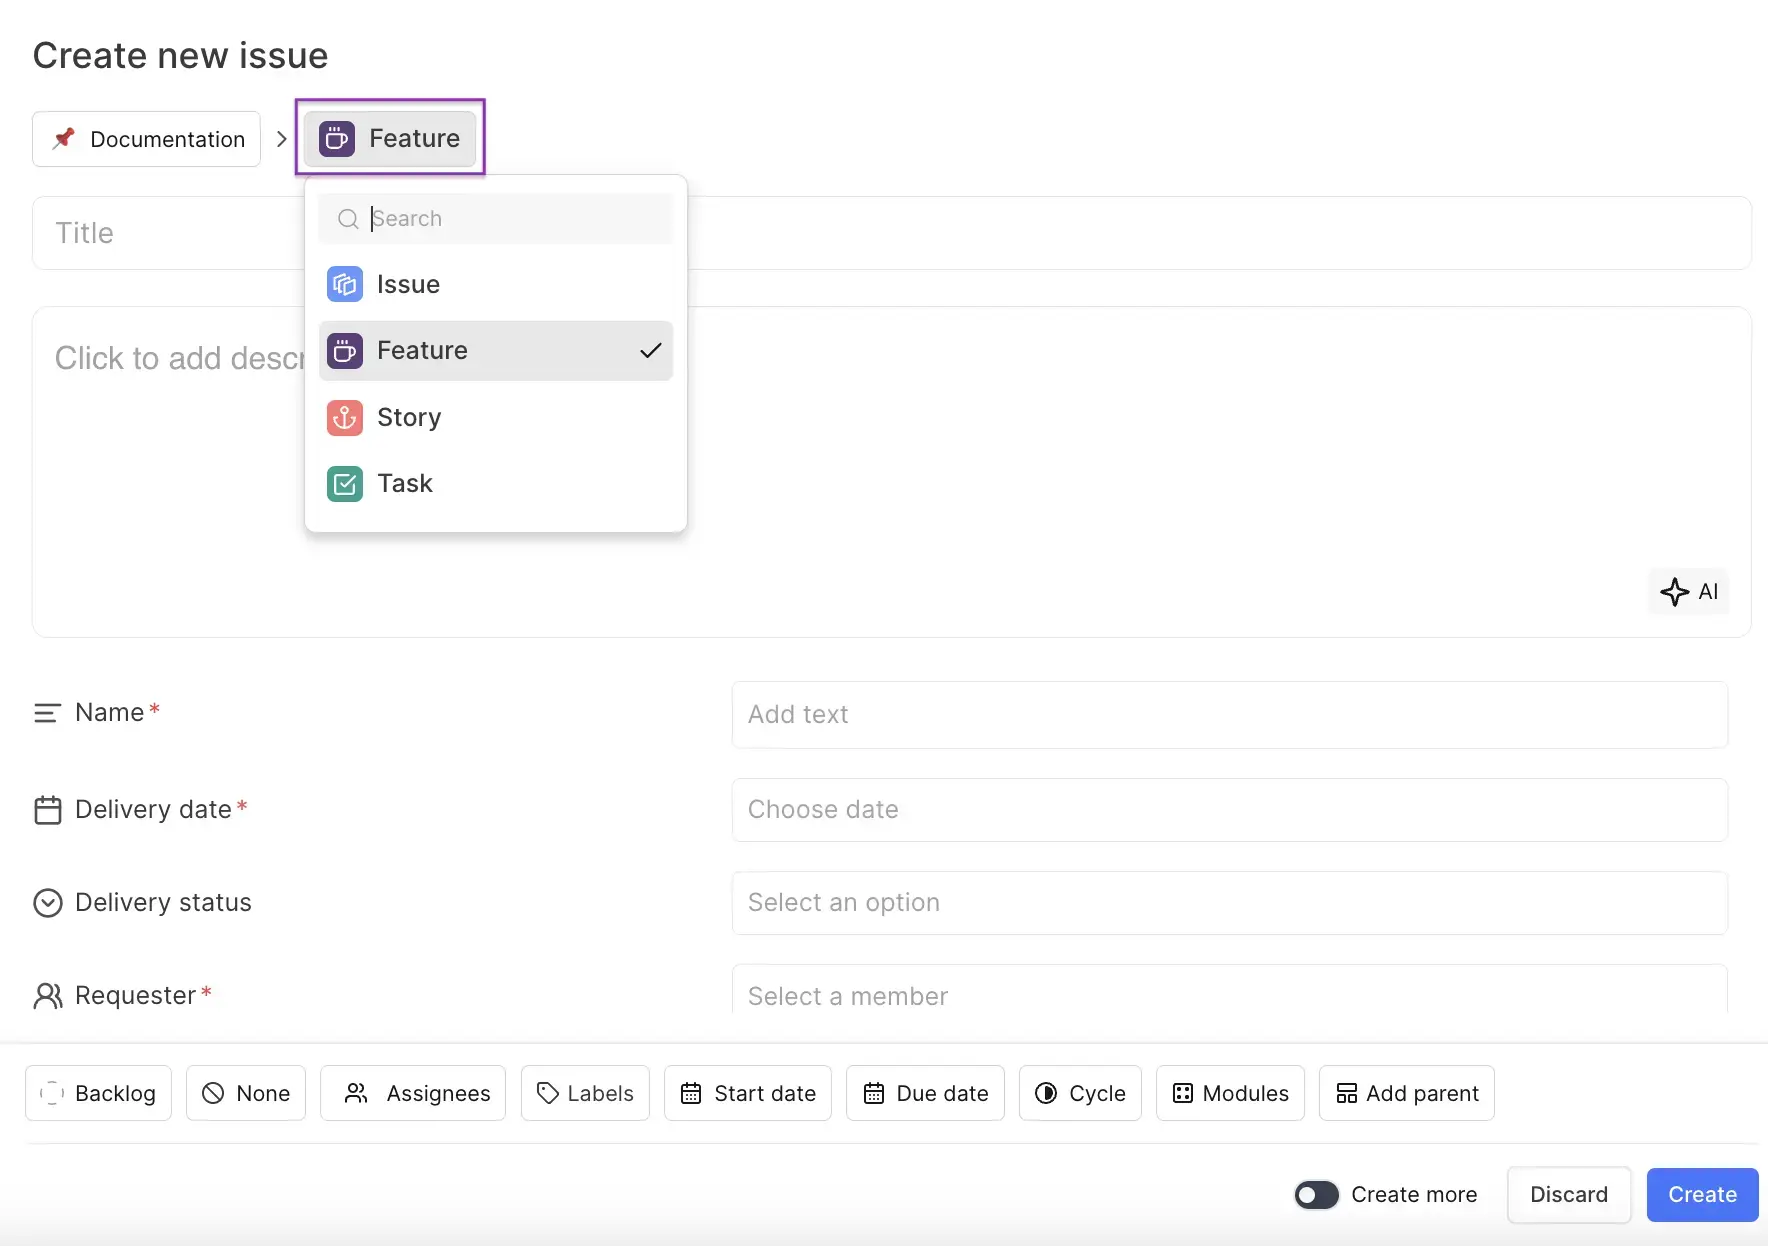 Create new issue
Documentation
Feature
Search
Title
Issue
Feature
Click to add descr
Story
Task
AI
Name*
Add text
Delivery date*
Choose date
Delivery status
Select an option
Requester*
Select a member
Backlog None Assignees Labels Start date Due date Cycle Modules Add parent
Create more Discard Create